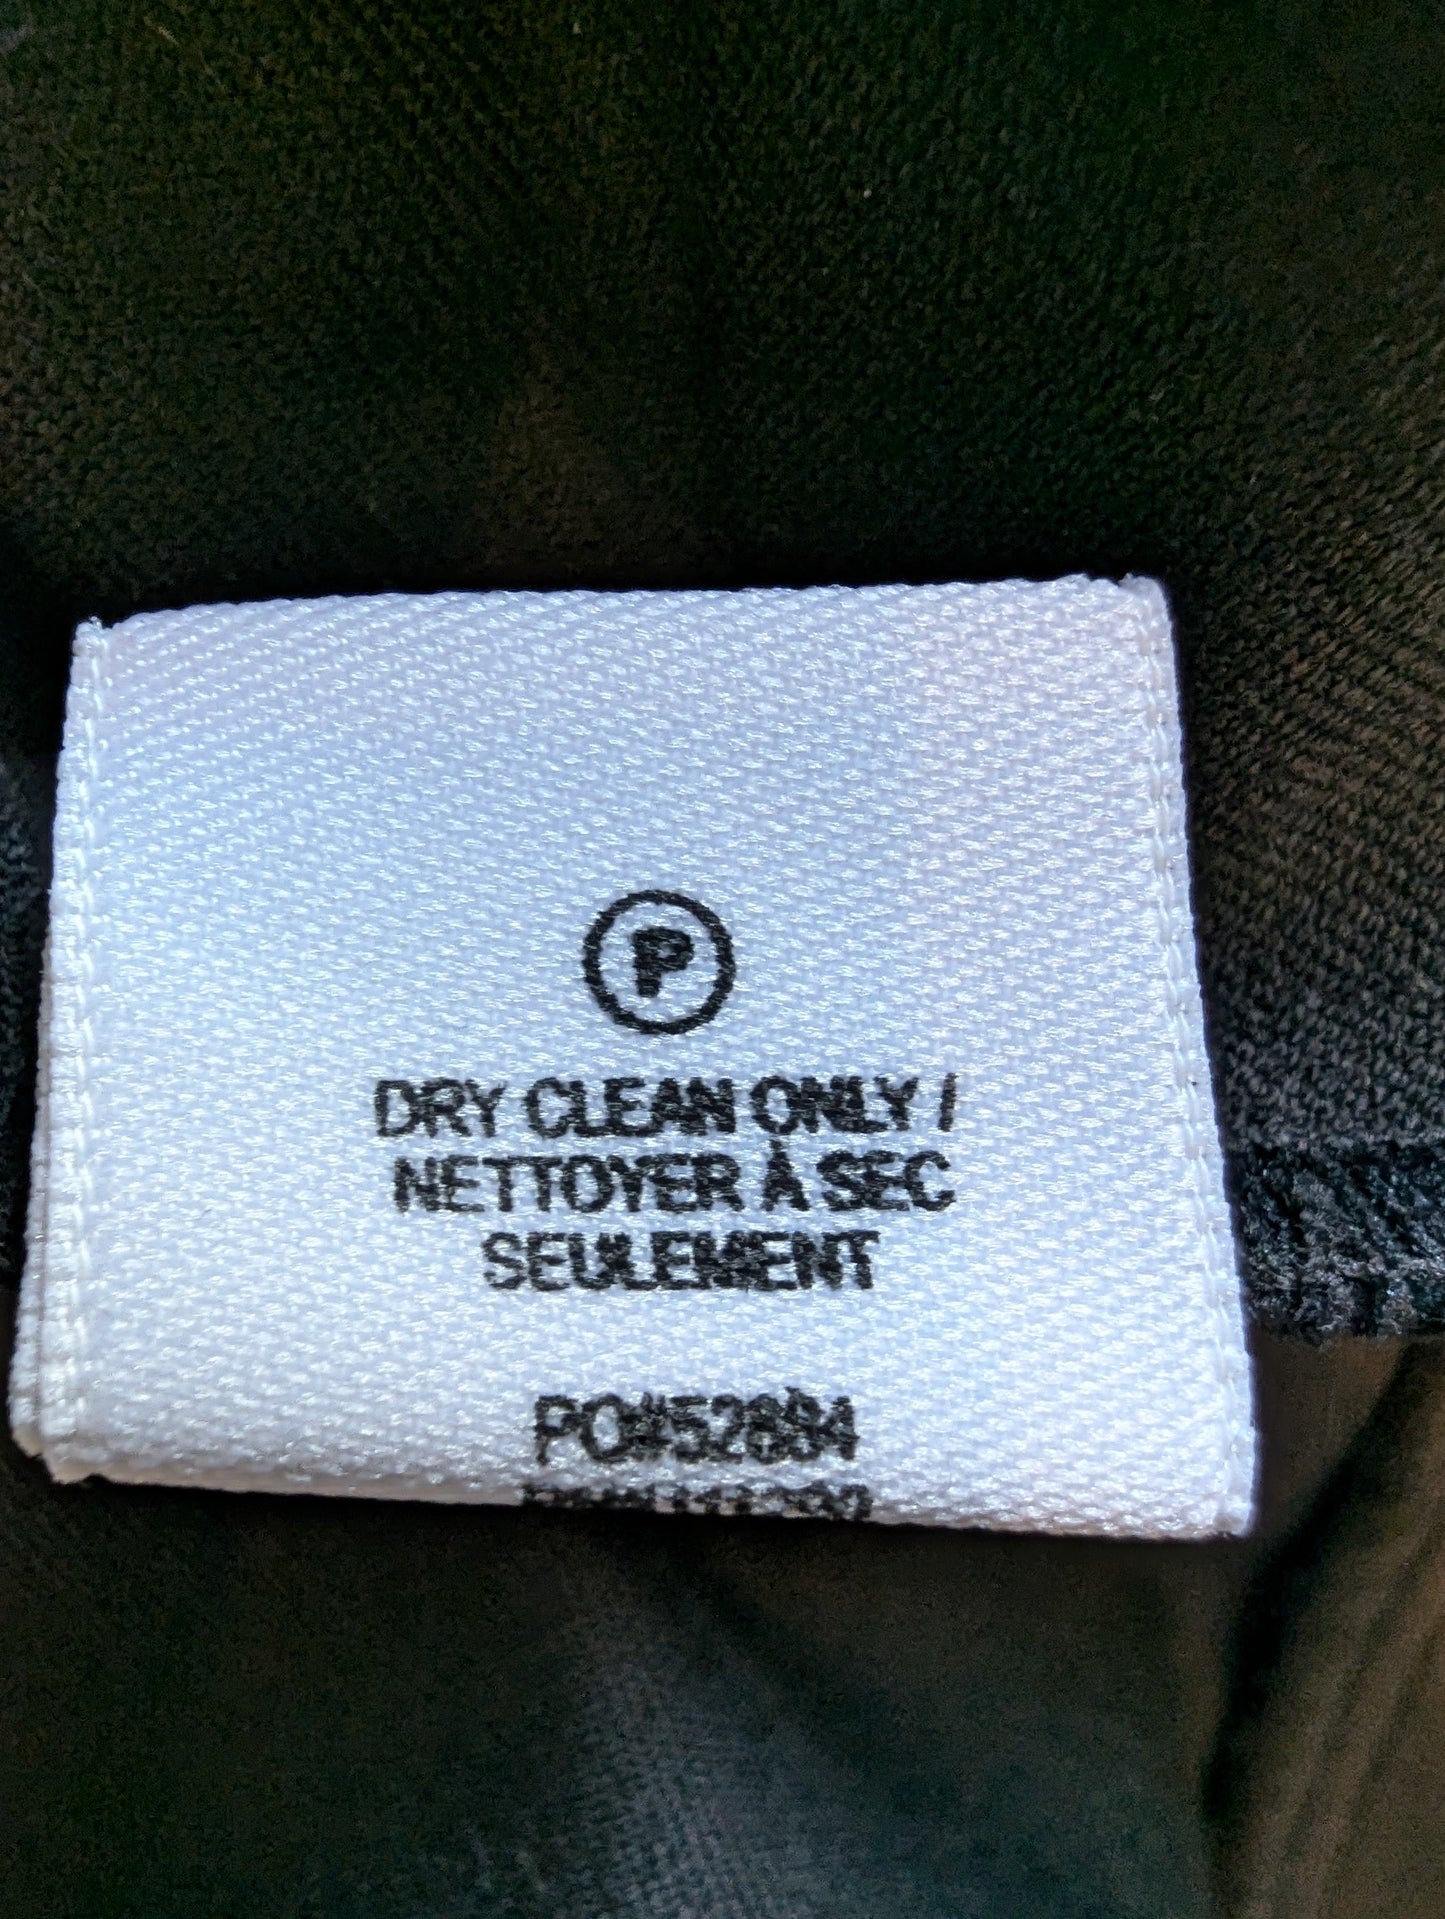 P
DRY CLEAN ONLY /
NETTOYER À SEC
SEULEMENT
PO#52884